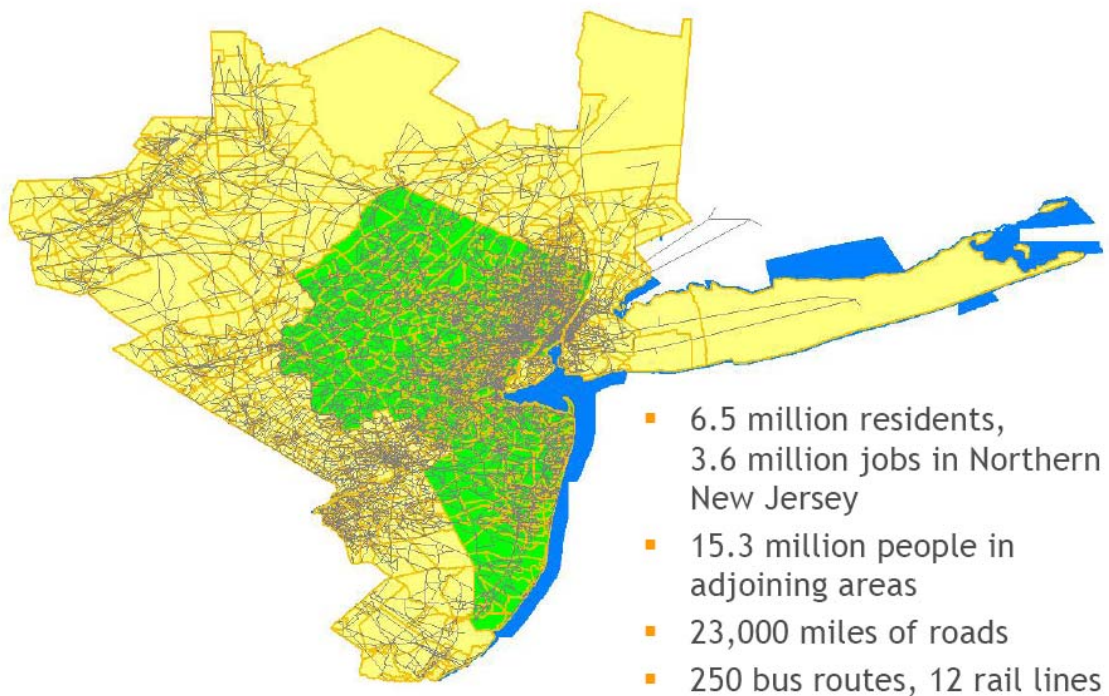 ▪ 6.5 million residents,
3.6 million jobs in Northern
New Jersey
▪ 15.3 million people in
adjoining areas
▪ 23,000 miles of roads
▪ 250 bus routes, 12 rail lines